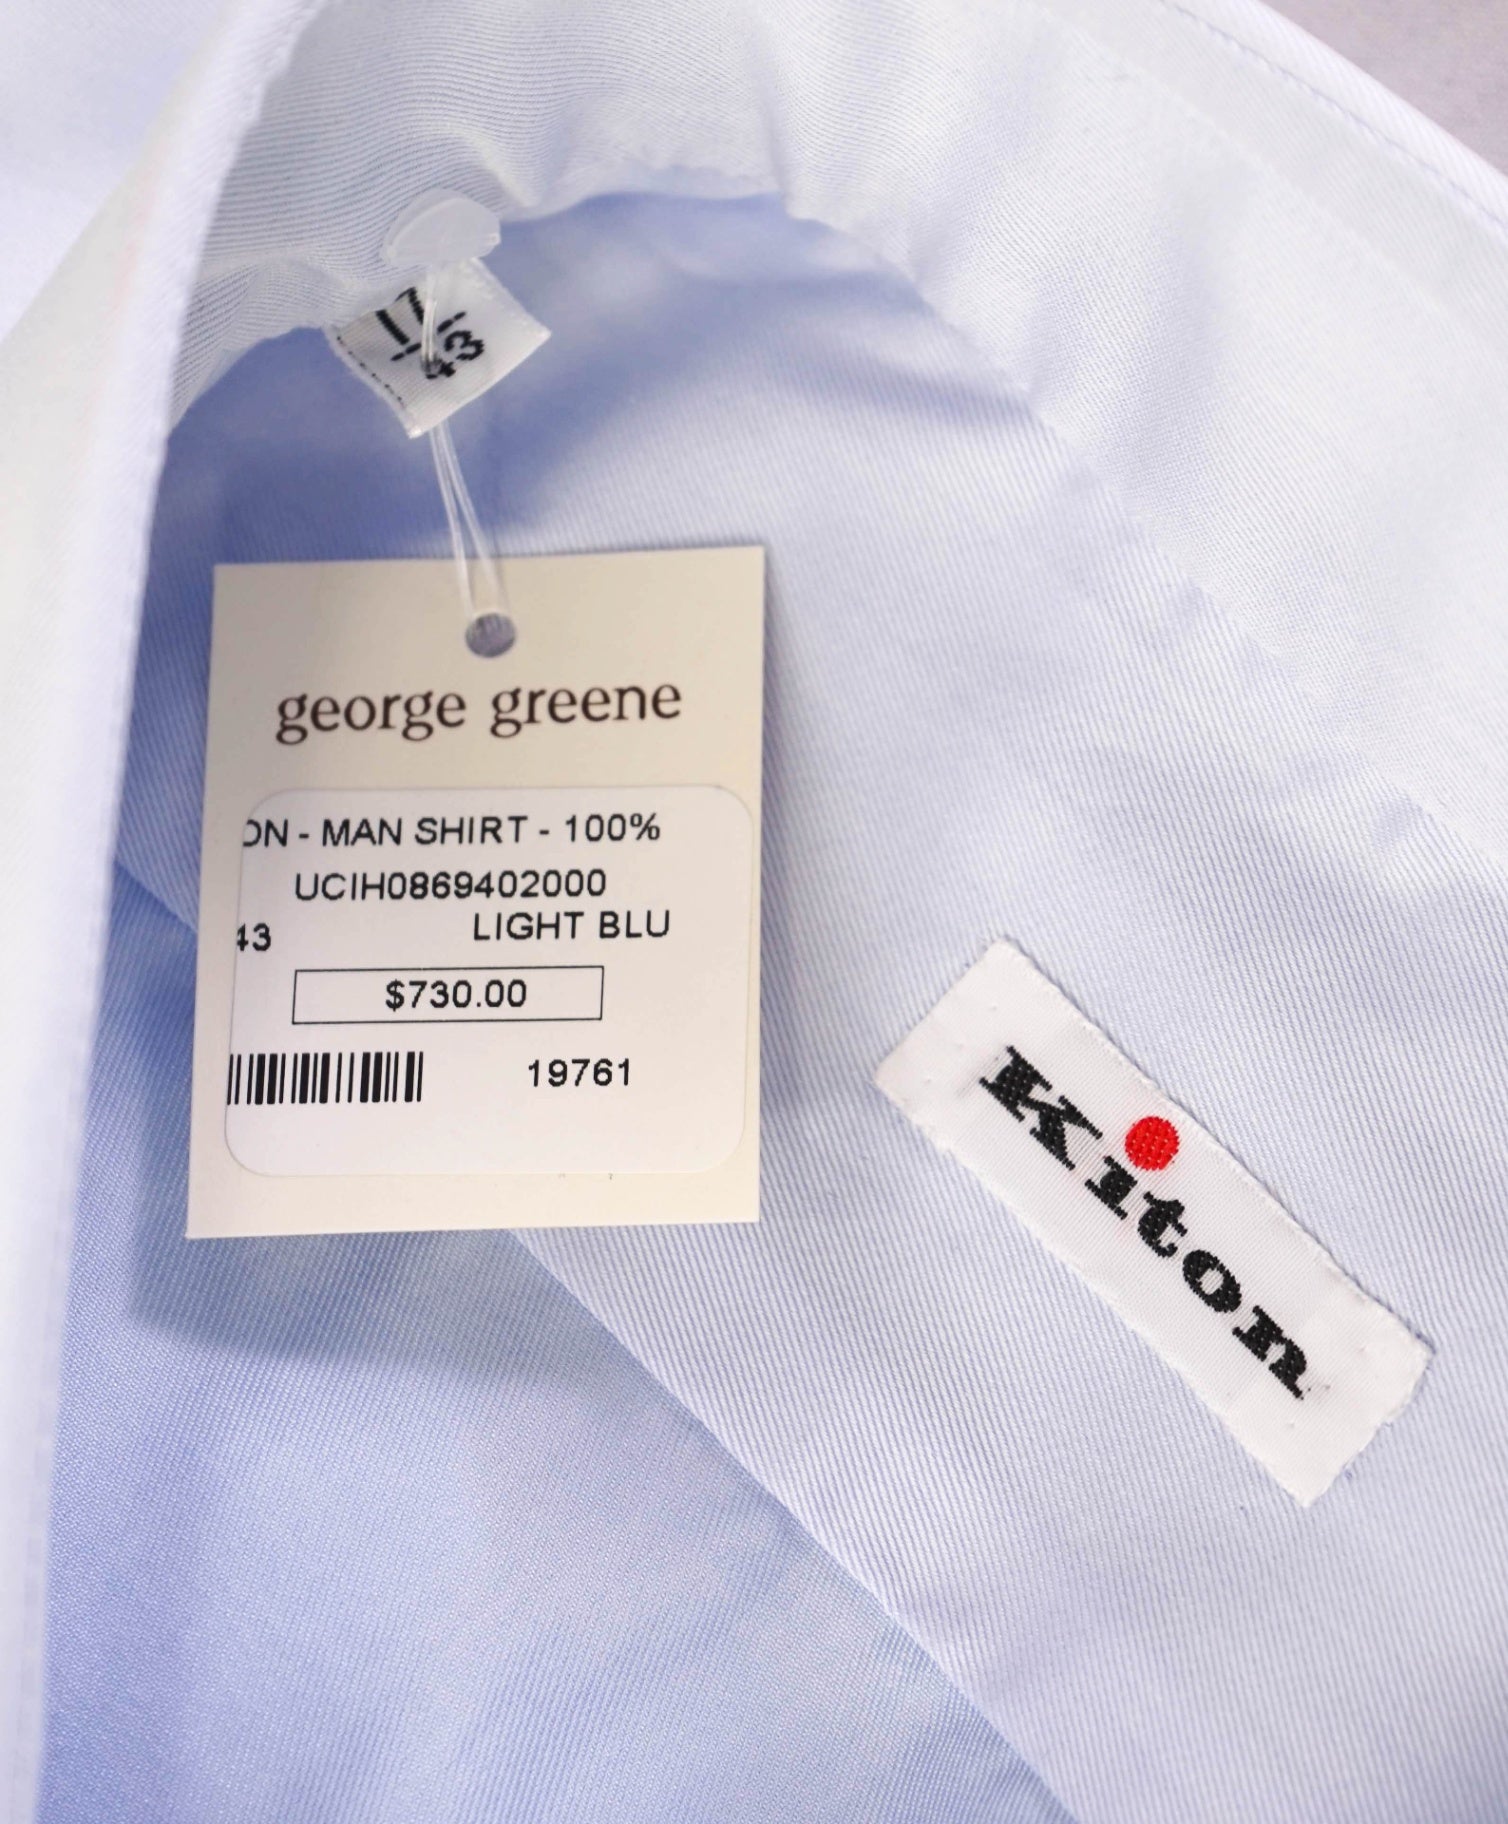 17
43
george greene
ON - MAN SHIRT - 100%
UCIH0869402000
43 LIGHT BLU
$730.00
19761
Kiton